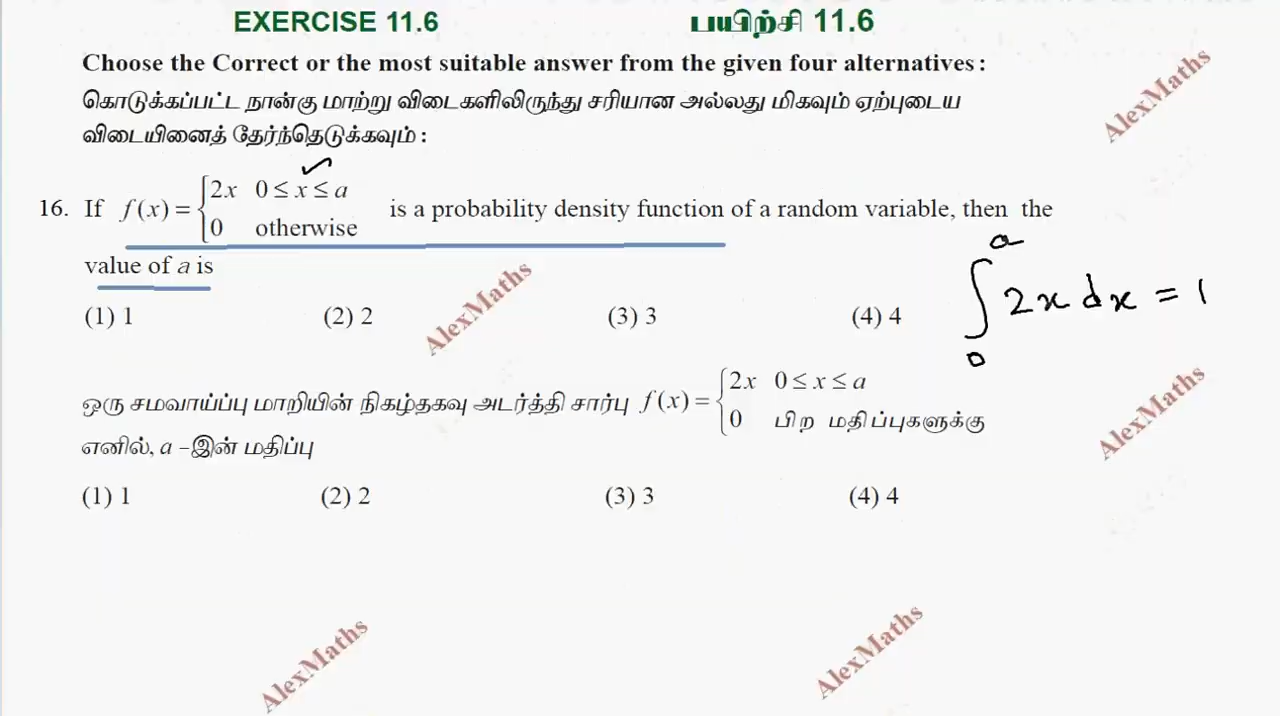 EXERCISE 11.6 பயிற்சி 11.6
Choose the Correct or the most suitable answer from the given four alternatives :
கொடுக்கப்பட்ட நான்கு மாற்று விடைகளிலிருந்து சரியான அல்லது மிகவும் ஏற்புடைய
விடையினைத் தேர்ந்தெடுக்கவும் :
AlexMaths
16. If f(x) = {2x 0 ≤ x ≤ a
0 otherwise
is a probability density function of a random variable, then the
value of a is
(1) 1 (2) 2 (3) 3 (4) 4
AlexMaths
∫₀ᵃ 2x dx = 1
ஒரு சமவாய்ப்பு மாறியின் நிகழ்தகவு அடர்த்தி சார்பு f(x) = {2x 0 ≤ x ≤ a
0 பிற மதிப்புகளுக்கு
எனில், a –இன் மதிப்பு
AlexMaths
(1) 1 (2) 2 (3) 3 (4) 4
AlexMaths
AlexMaths